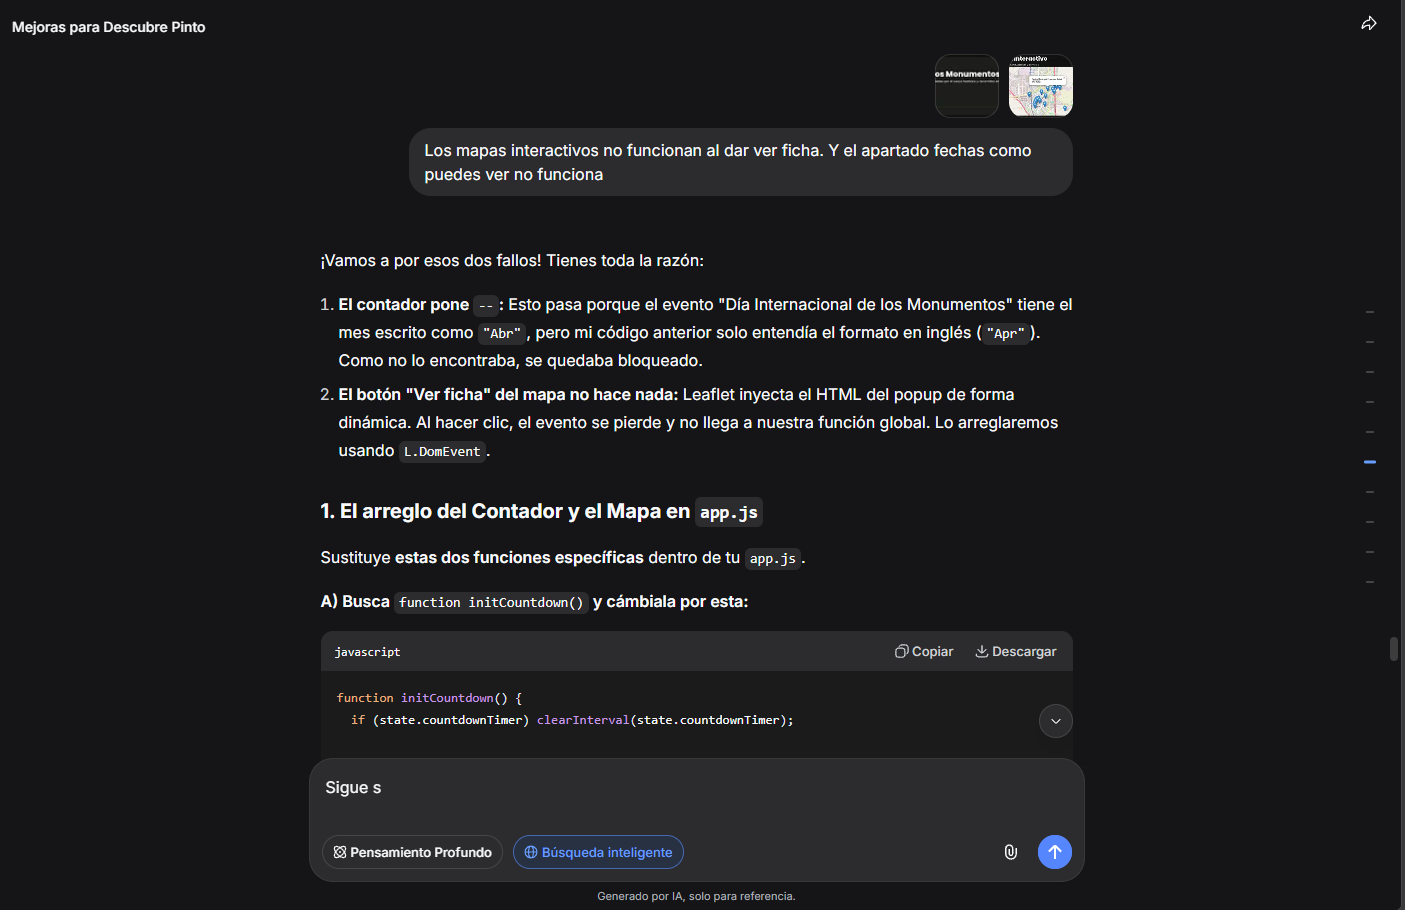 Mejoras para Descubre Pinto
os Monumentos
interactivo
Los mapas interactivos no funcionan al dar ver ficha. Y el apartado fechas como
puedes ver no funciona
¡Vamos a por esos dos fallos! Tienes toda la razón:
1. El contador pone --: Esto pasa porque el evento "Día Internacional de los Monumentos" tiene el
mes escrito como "Abr", pero mi código anterior solo entendía el formato en inglés ("Apr").
Como no lo encontraba, se quedaba bloqueado.
2. El botón "Ver ficha" del mapa no hace nada: Leaflet inyecta el HTML del popup de forma
dinámica. Al hacer clic, el evento se pierde y no llega a nuestra función global. Lo arreglaremos
usando L.DomEvent.
1. El arreglo del Contador y el Mapa en app.js
Sustituye estas dos funciones específicas dentro de tu app.js.
A) Busca function initCountdown() y cámbiala por esta:
javascript
Copiar
Descargar
function initCountdown() {
if (state.countdownTimer) clearInterval(state.countdownTimer);
Sigue s
Pensamiento Profundo
Búsqueda inteligente
Generado por IA, solo para referencia.